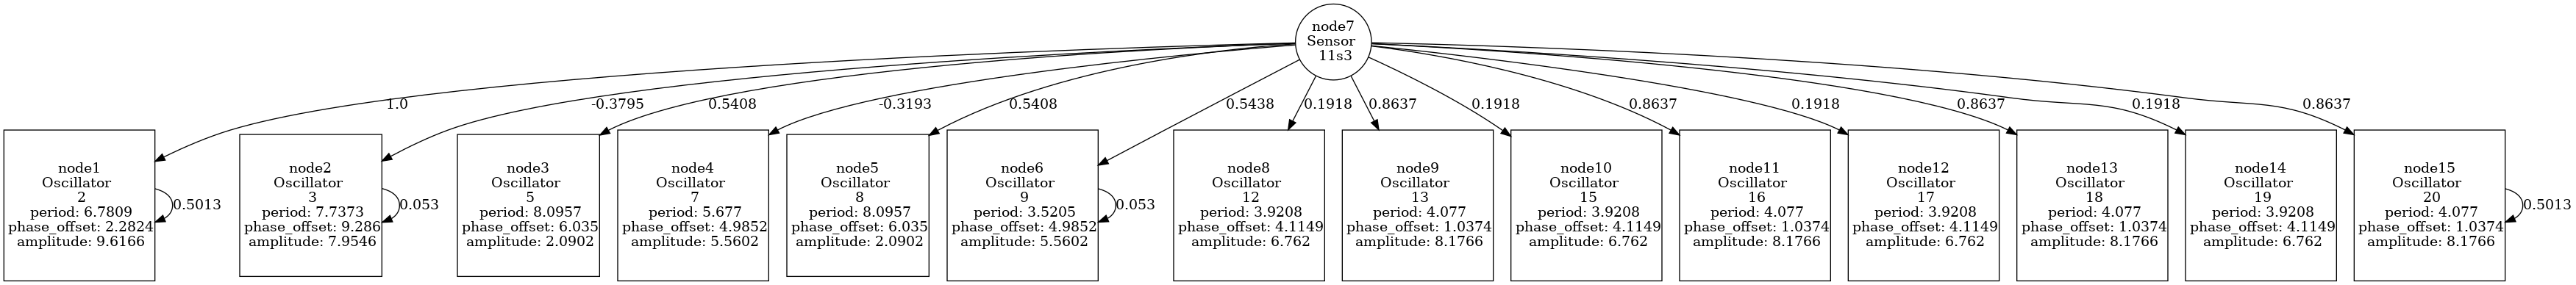 node7
Sensor
11s3
1.0
-0.3795
0.5408
-0.3193
0.5408
0.5438
0.1918
0.8637
0.1918
0.8637
0.1918
0.8637
0.1918
0.8637
node1
Oscillator
2
period: 6.7809
phase_offset: 2.2824
amplitude: 9.6166
0.5013
node2
Oscillator
3
period: 7.7373
phase_offset: 9.286
amplitude: 7.9546
0.053
node3
Oscillator
5
period: 8.0957
phase_offset: 6.035
amplitude: 2.0902
node4
Oscillator
7
period: 5.677
phase_offset: 4.9852
amplitude: 5.5602
node5
Oscillator
8
period: 8.0957
phase_offset: 6.035
amplitude: 2.0902
node6
Oscillator
9
period: 3.5205
phase_offset: 4.9852
amplitude: 5.5602
0.053
node8
Oscillator
12
period: 3.9208
phase_offset: 4.1149
amplitude: 6.762
node9
Oscillator
13
period: 4.077
phase_offset: 1.0374
amplitude: 8.1766
node10
Oscillator
15
period: 3.9208
phase_offset: 4.1149
amplitude: 6.762
node11
Oscillator
16
period: 4.077
phase_offset: 1.0374
amplitude: 8.1766
node12
Oscillator
17
period: 3.9208
phase_offset: 4.1149
amplitude: 6.762
node13
Oscillator
18
period: 4.077
phase_offset: 1.0374
amplitude: 8.1766
node14
Oscillator
19
period: 3.9208
phase_offset: 4.1149
amplitude: 6.762
node15
Oscillator
20
period: 4.077
phase_offset: 1.0374
amplitude: 8.1766
0.5013